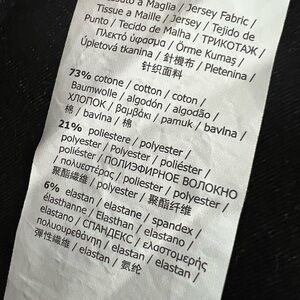 Tessuto a Maglia / Jersey Fabric /
Tissue a Maille / Jersey / Tejido de
Punto / Tecido de Malha / ТРИКОТАЖ /
Πλεκτό ύφασμα / Örme Kumaş /
Úpletová tkanina / 針織布 / Pletenina /
针织面料
73% cotone / cotton / coton /
Baumwolle / algodón / algodão /
ХЛОПОК / βαμβάκι / pamuk / bavlna /
棉 / bavlna / 棉
21% poliestere / polyester /
polyester / Polyester / poliéster /
poliéster / ПОЛИЭФИРНОЕ ВОЛОКНО
/ πολυεστέρας / polyester / polyester /
聚酯纖維 / polyester / 聚酯纤维
6% elastan / elastane / spandex /
élasthanne / Elasthan / elastano /
elastano / СПАНДЕКС / ελαστομερής
πολυουρεθάνη / elastan / elastan /
彈性纖維 / elastan / 氨纶